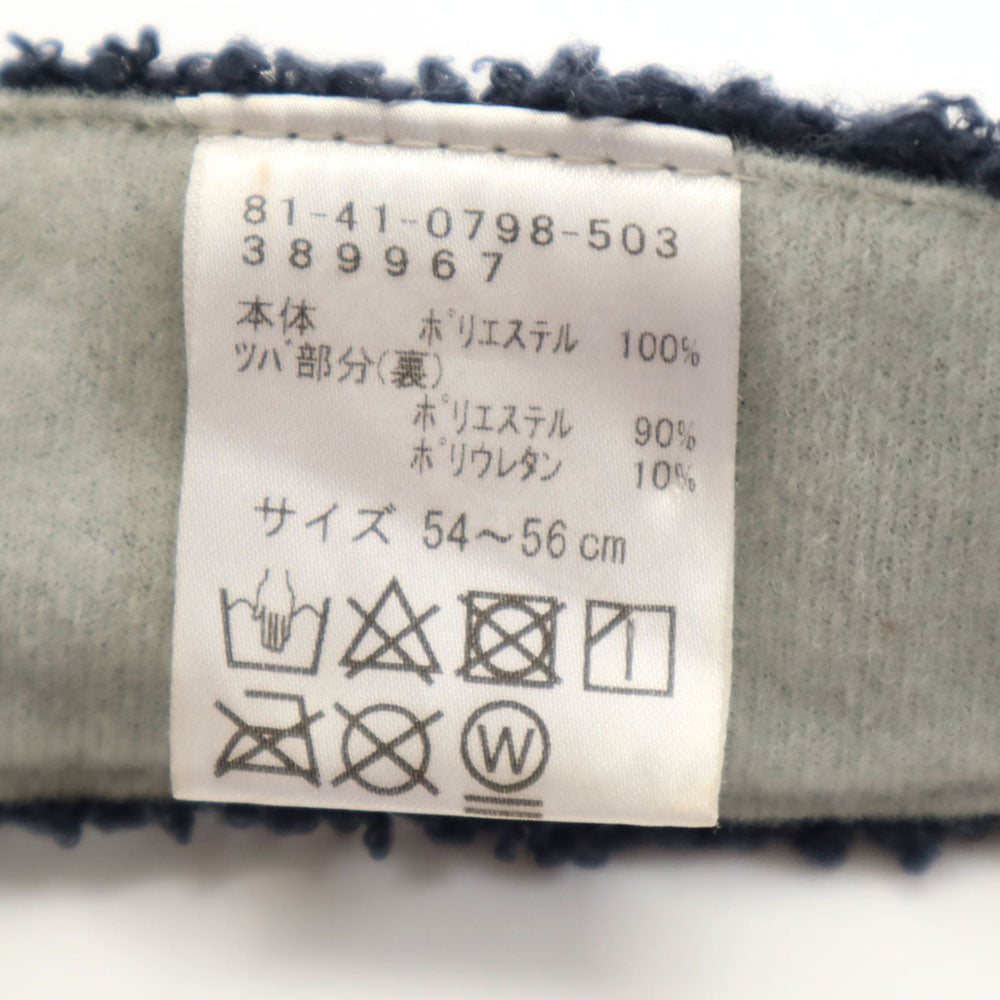 81-41-0798-503
389967
本体 ポリエステル 100%
ツバ部分(裏)
ポリエステル 90%
ポリウレタン 10%
サイズ 54～56cm
W